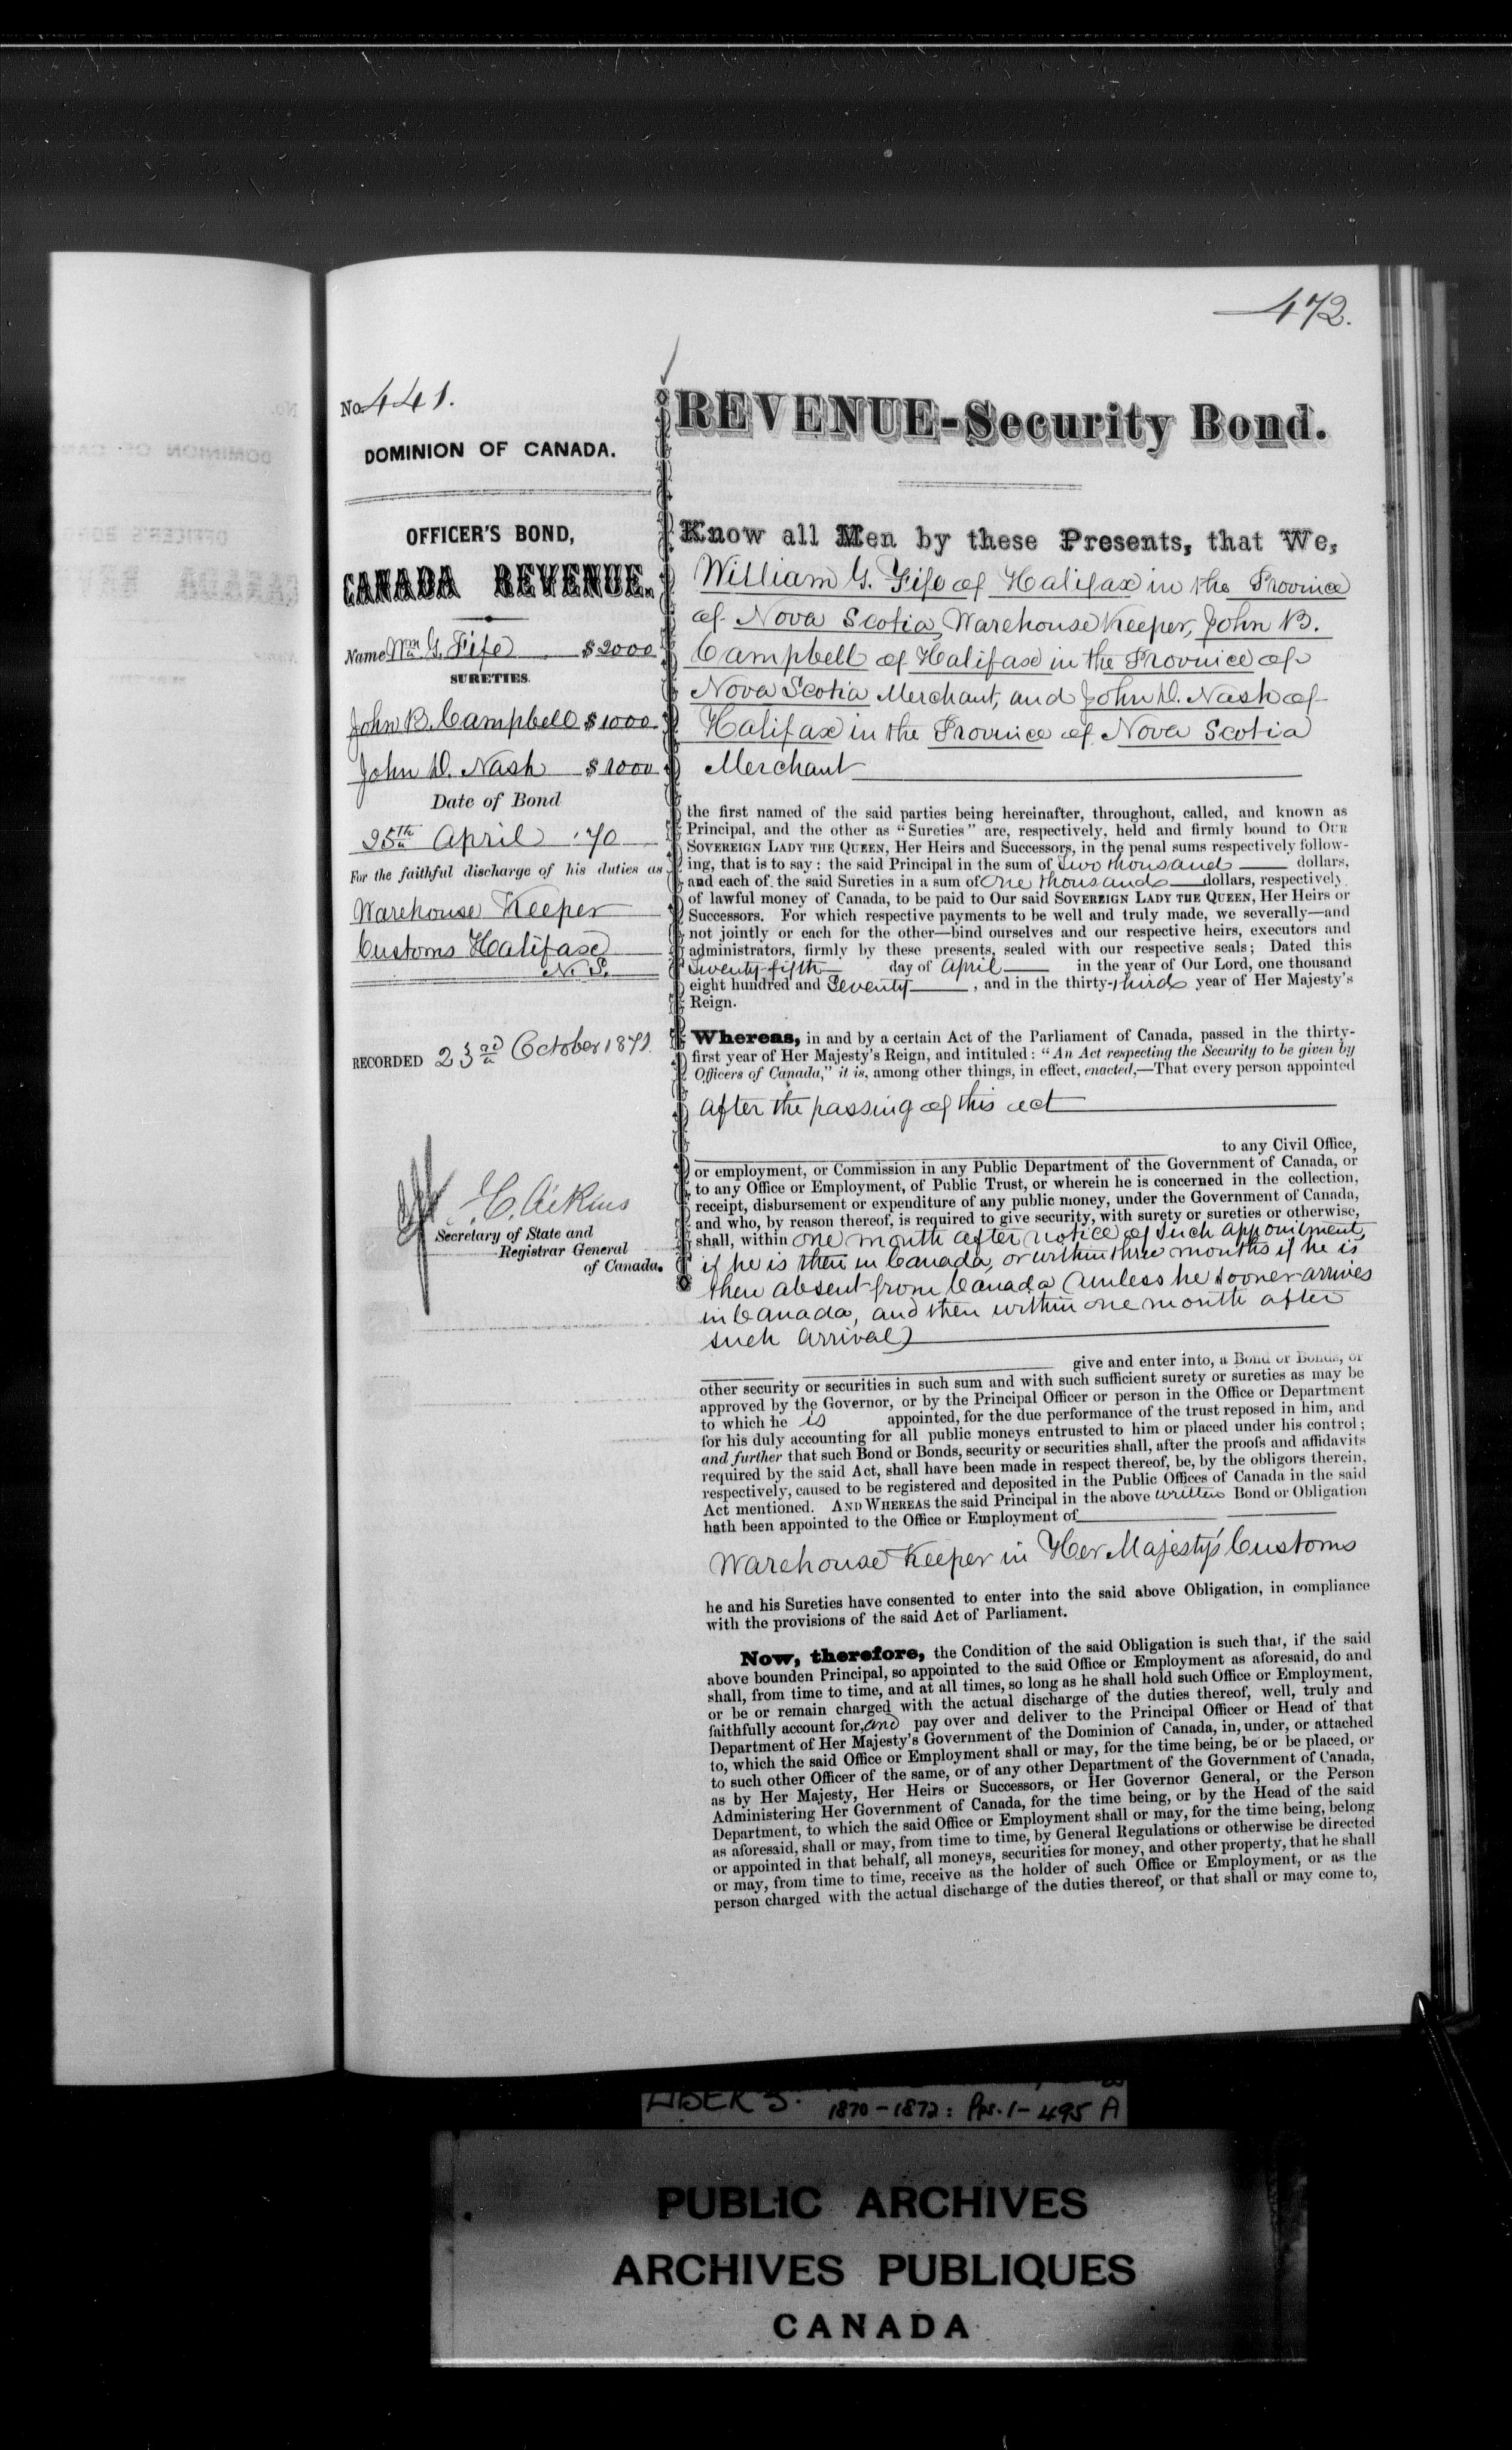 472.
No. 441.
DOMINION OF CANADA.
OFFICER'S BOND,
CANADA REVENUE.
Name Wm G. Fife $2000
SURETIES.
John B. Campbell $1000
John D. Nash $1000
Date of Bond
25th April '70
For the faithful discharge of his duties as
Warehouse Keeper
Customs Halifax
N. S.
RECORDED 23rd October 1871
J. C. Aikins
Secretary of State and
Registrar General
of Canada.
REVENUE-Security Bond.
Know all Men by these Presents, that We,
William G. Fife of Halifax in the Province
of Nova Scotia, Warehouse Keeper, John B.
Campbell of Halifax in the Province of
Nova Scotia Merchant, and John D. Nash of
Halifax in the Province of Nova Scotia
Merchant
the first named of the said parties being hereinafter, throughout, called, and known as
Principal, and the other as "Sureties" are, respectively, held and firmly bound to OUR
SOVEREIGN LADY THE QUEEN, Her Heirs and Successors, in the penal sums respectively follow-
ing, that is to say: the said Principal in the sum of Two thousand dollars,
and each of the said Sureties in a sum of One thousand dollars, respectively
of lawful money of Canada, to be paid to Our said SOVEREIGN LADY THE QUEEN, Her Heirs or
Successors. For which respective payments to be well and truly made, we severally—and
not jointly or each for the other—bind ourselves and our respective heirs, executors and
administrators, firmly by these presents, sealed with our respective seals; Dated this
Twenty-fifth day of April in the year of Our Lord, one thousand
eight hundred and Seventy, and in the thirty-third year of Her Majesty's
Reign.
Whereas, in and by a certain Act of the Parliament of Canada, passed in the thirty-
first year of Her Majesty's Reign, and intituled: "An Act respecting the Security to be given by
Officers of Canada," it is, among other things, in effect, enacted,—That every person appointed
after the passing of this act
to any Civil Office,
or employment, or Commission in any Public Department of the Government of Canada, or
to any Office or Employment, of Public Trust, or wherein he is concerned in the collection,
receipt, disbursement or expenditure of any public money, under the Government of Canada,
and who, by reason thereof, is required to give security, with surety or sureties or otherwise,
shall, within one month after notice of such appointment,
if he is then in Canada, or within three months if he is
then absent from Canada (unless he sooner arrives
in Canada, and then within one month after
such arrival)
give and enter into, a Bond or Bonds, or
other security or securities in such sum and with such sufficient surety or sureties as may be
approved by the Governor, or by the Principal Officer or person in the Office or Department
to which he is appointed, for the due performance of the trust reposed in him, and
for his duly accounting for all public moneys entrusted to him or placed under his control;
and further that such Bond or Bonds, security or securities shall, after the proofs and affidavits
required by the said Act, shall have been made in respect thereof, be, by the obligors therein,
respectively, caused to be registered and deposited in the Public Offices of Canada in the said
Act mentioned. AND WHEREAS the said Principal in the above written Bond or Obligation
hath been appointed to the Office or Employment of
Warehouse Keeper in Her Majesty's Customs
he and his Sureties have consented to enter into the said above Obligation, in compliance
with the provisions of the said Act of Parliament.
Now, therefore, the Condition of the said Obligation is such that, if the said
above bounden Principal, so appointed to the said Office or Employment as aforesaid, do and
shall, from time to time, and at all times, so long as he shall hold such Office or Employment,
or be or remain charged with the actual discharge of the duties thereof, well, truly and
faithfully account for, and pay over and deliver to the Principal Officer or Head of that
Department of Her Majesty's Government of the Dominion of Canada, in, under, or attached
to, which the said Office or Employment shall or may, for the time being, be or be placed, or
to such other Officer of the same, or of any other Department of the Government of Canada,
as by Her Majesty, Her Heirs or Successors, or Her Governor General, or the Person
Administering Her Government of Canada, for the time being, or by the Head of the said
Department, to which the said Office or Employment shall or may, for the time being, belong
as aforesaid, shall or may, from time to time, by General Regulations or otherwise be directed
or appointed in that behalf, all moneys, securities for money, and other property, that he shall
or may, from time to time, receive as the holder of such Office or Employment, or as the
person charged with the actual discharge of the duties thereof, or that shall or may come to,
LIBER 5. 1870-1872: Pps. 1-495 A
PUBLIC ARCHIVES
ARCHIVES PUBLIQUES
CANADA